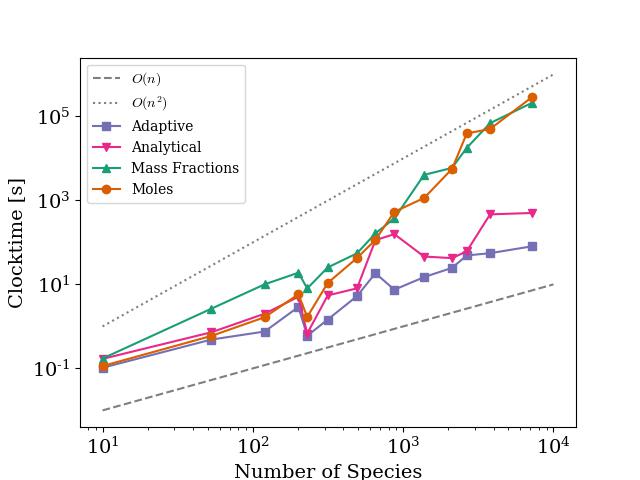 O(n)
O(n²)
Adaptive
Analytical
Mass Fractions
Moles
10⁵
10³
10¹
10⁻¹
Clocktime [s]
10¹ 10² 10³ 10⁴
Number of Species